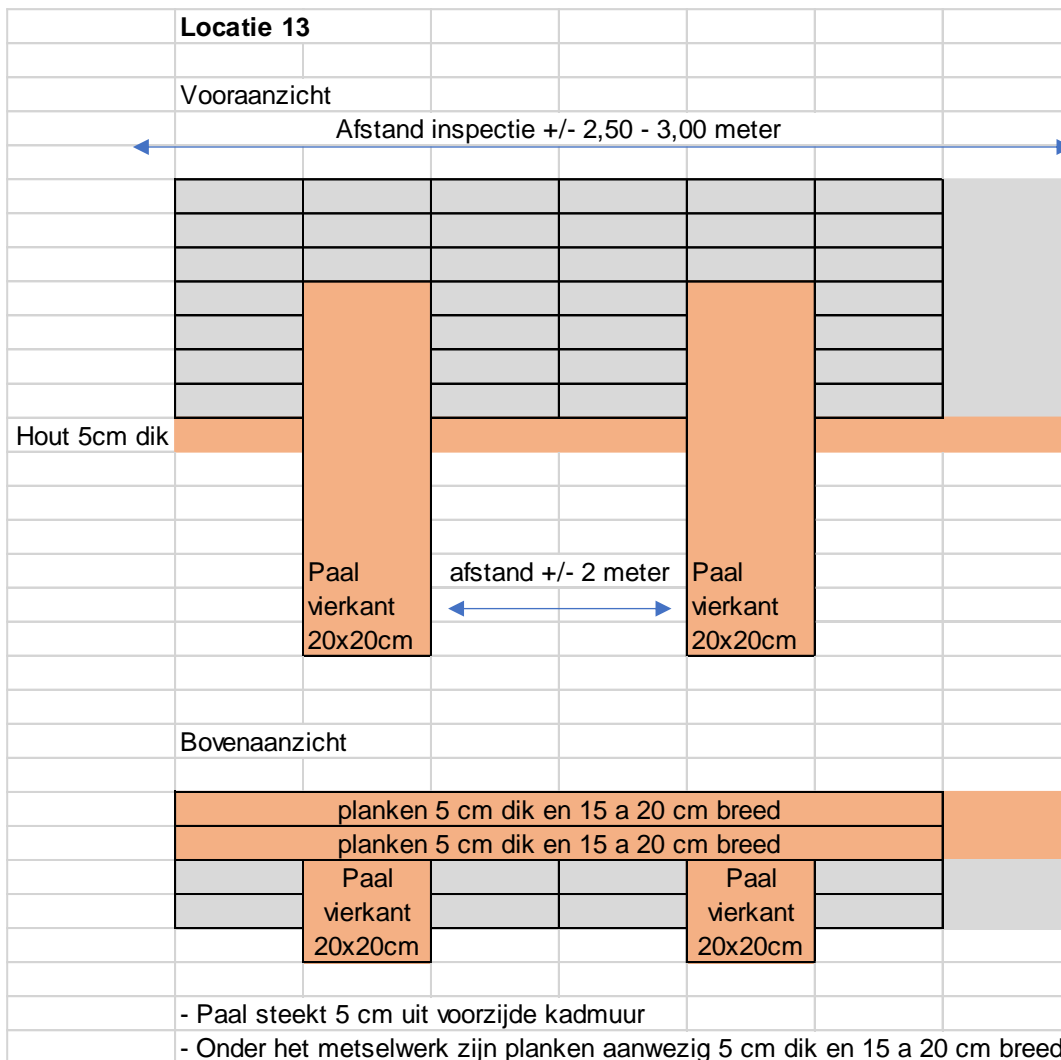 Locatie 13
Vooraanzicht
Afstand inspectie +/- 2,50 - 3,00 meter
Hout 5cm dik
Paal
vierkant
20x20cm
afstand +/- 2 meter
Paal
vierkant
20x20cm
Bovenaanzicht
planken 5 cm dik en 15 a 20 cm breed
planken 5 cm dik en 15 a 20 cm breed
Paal
vierkant
20x20cm
Paal
vierkant
20x20cm
- Paal steekt 5 cm uit voorzijde kadmuur
- Onder het metselwerk zijn planken aanwezig 5 cm dik en 15 a 20 cm breed